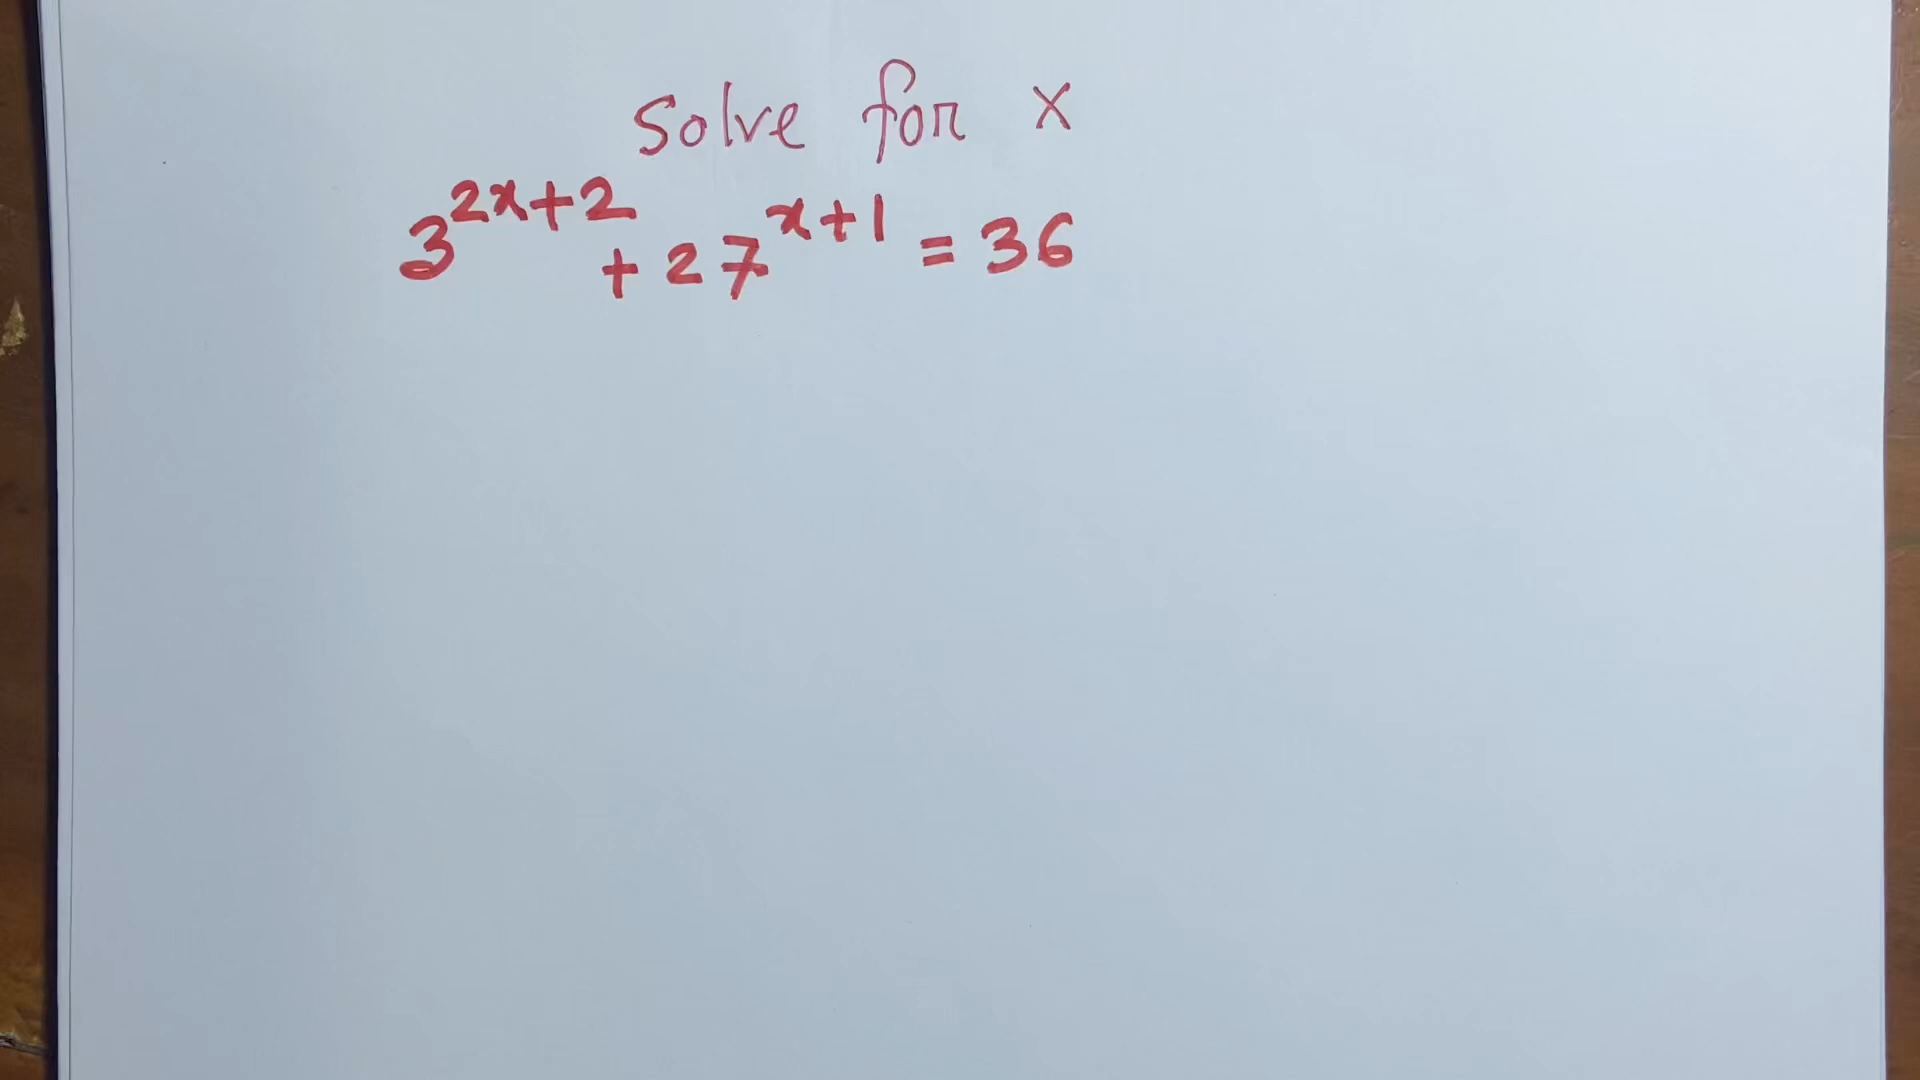 Solve for x
3^{2x+2} + 27^{x+1} = 36